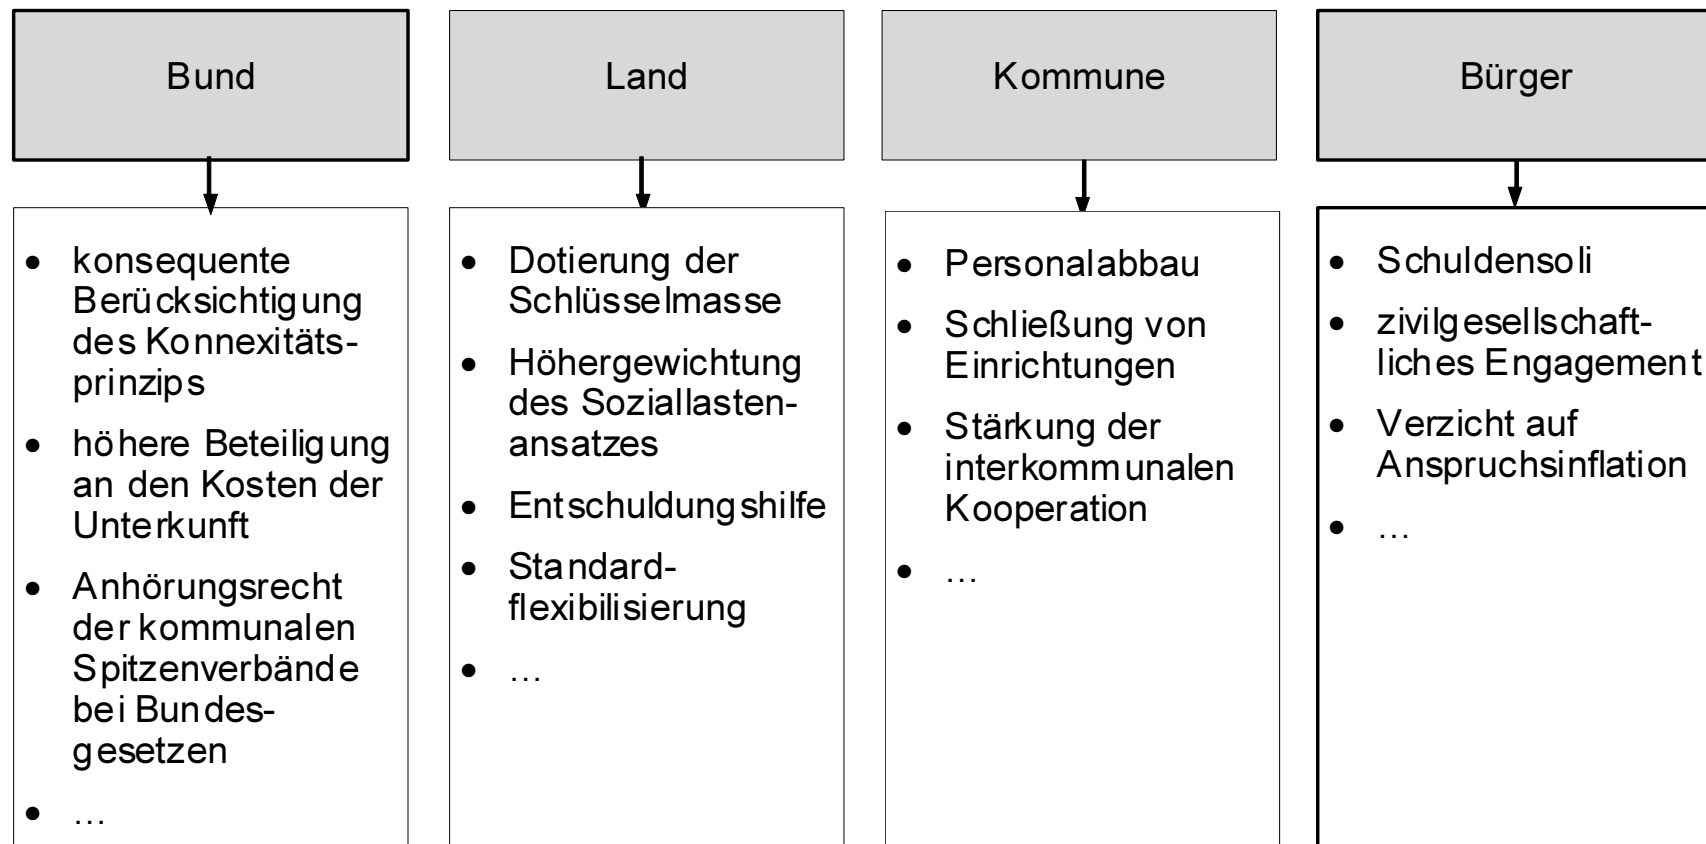 Bund
Land
Kommune
Bürger
• konsequente
Berücksichtigung
des Konnexitäts-
prinzips
• höhere Beteiligung
an den Kosten der
Unterkunft
• Anhörungsrecht
der kommunalen
Spitzenverbände
bei Bundes-
gesetzen
• ...
• Dotierung der
Schlüsselmasse
• Höhergewichtung
des Soziallasten-
ansatzes
• Entschuldungshilfe
• Standard-
flexibilisierung
• ...
• Personalabbau
• Schließung von
Einrichtungen
• Stärkung der
interkommunalen
Kooperation
• ...
• Schuldensoli
• zivilgesellschaft-
liches Engagement
• Verzicht auf
Anspruchsinflation
• ...